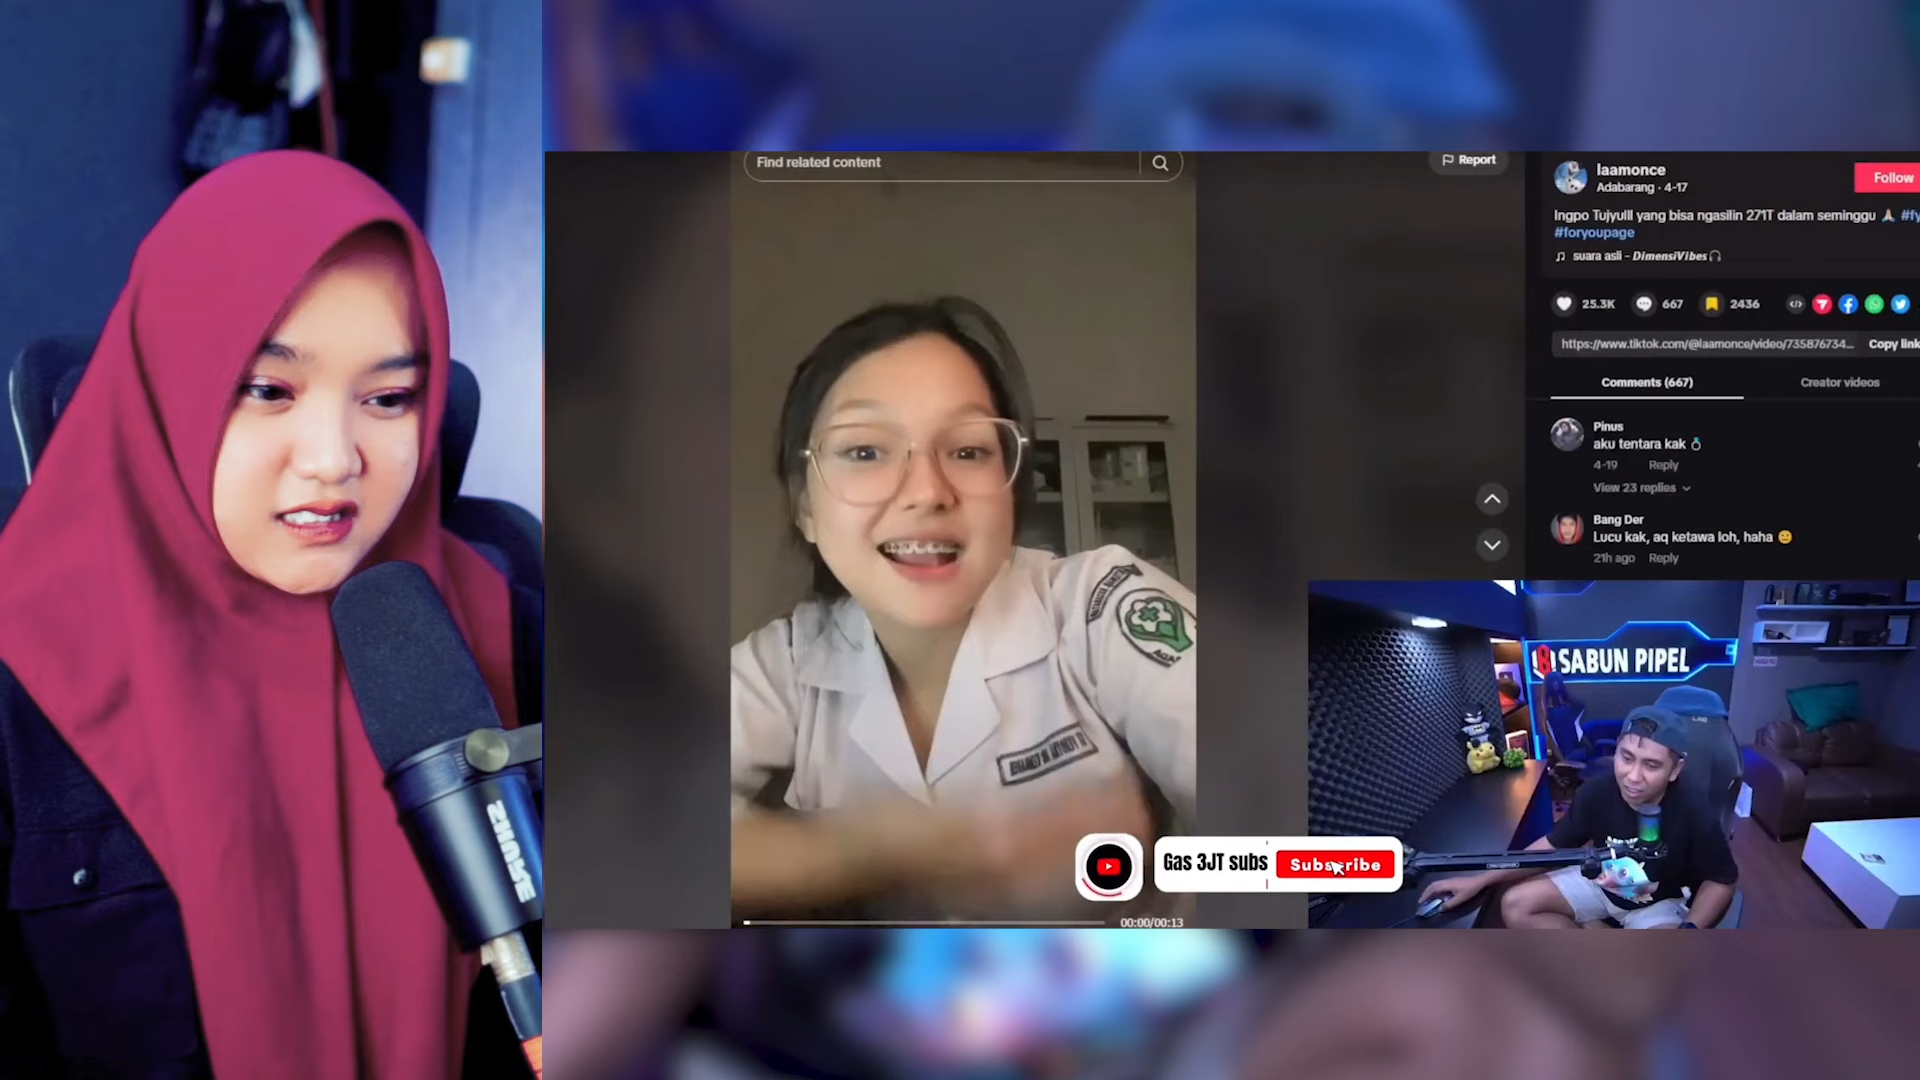 Find related content
Report
laamonce
Adabarang · 4-17
Follow
Ingpo Tujyulll yang bisa ngasilin 271T dalam seminggu 🙏 #fy
#foryoupage
suara asli - DimensiVibes🎧
25.3K
667
2436
https://www.tiktok.com/@laamonce/video/735876734...
Copy link
Comments (667)
Creator videos
Pinus
aku tentara kak 💍
4-19 Reply
View 23 replies
Bang Der
Lucu kak, aq ketawa loh, haha 🙂
21h ago Reply
SABUN PIPEL
Gas 3JT subs
Subscribe
00:00/00:13
SHURE